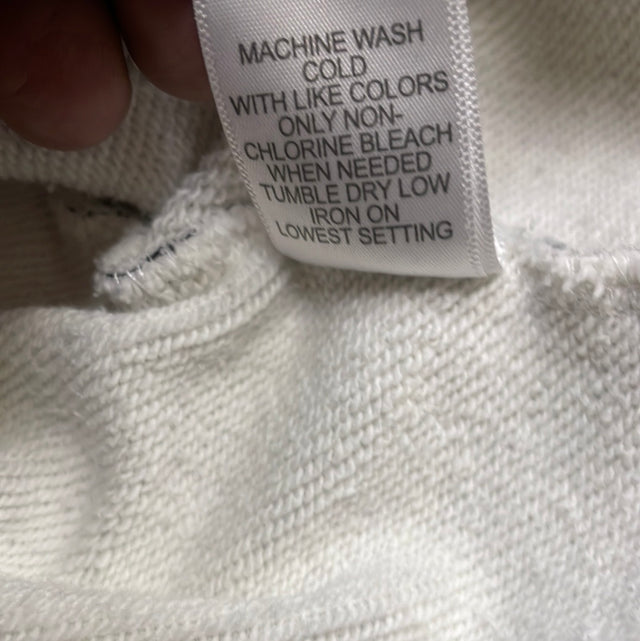 MACHINE WASH
COLD
WITH LIKE COLORS
ONLY NON-
CHLORINE BLEACH
WHEN NEEDED
TUMBLE DRY LOW
IRON ON
LOWEST SETTING